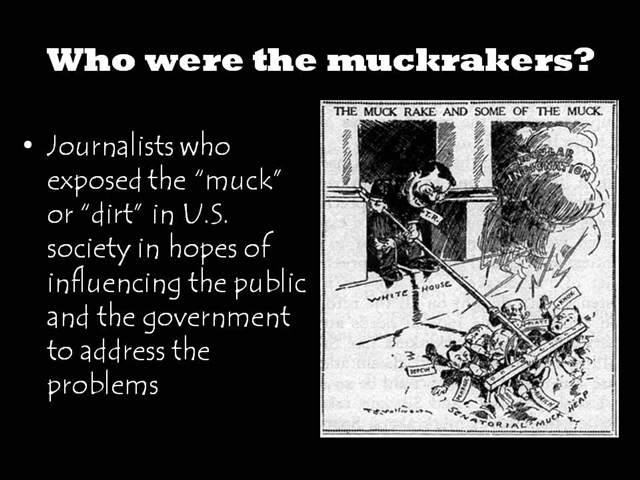 Who were the muckrakers?
• Journalists who
exposed the "muck"
or "dirt" in U.S.
society in hopes of
influencing the public
and the government
to address the
problems
THE MUCK RAKE AND SOME OF THE MUCK.
T.R.
WHITE HOUSE
PLATT
DEPEW
SENATORIAL MUCK HEAP